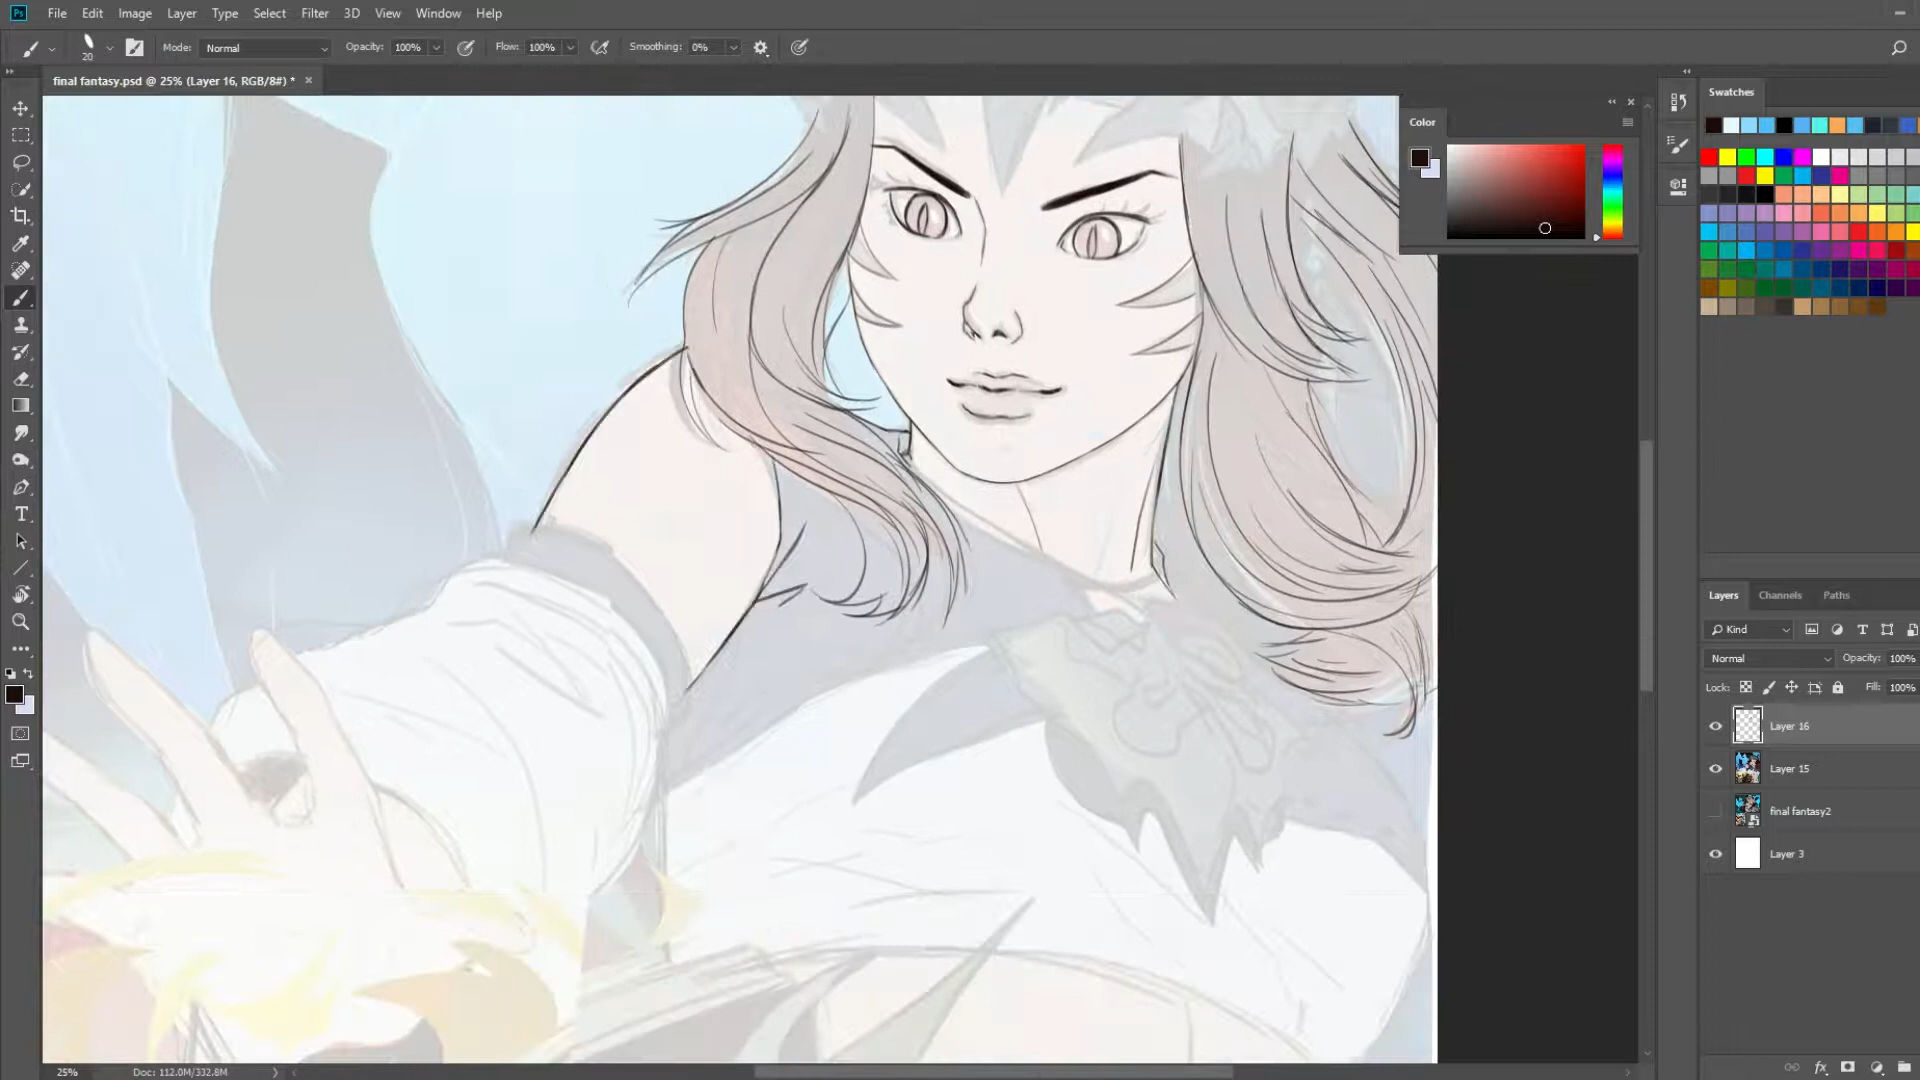 Ps File Edit Image Layer Type Select Filter 3D View Window Help
20 Mode: Normal Opacity: 100% Flow: 100% Smoothing: 0%
final fantasy.psd @ 25% (Layer 16, RGB/8#) *
Color
Swatches
Layers Channels Paths
Kind
Normal Opacity: 100%
Lock: Fill: 100%
Layer 16
Layer 15
final fantasy2
Layer 3
fx
25% Doc: 112.0M/332.8M